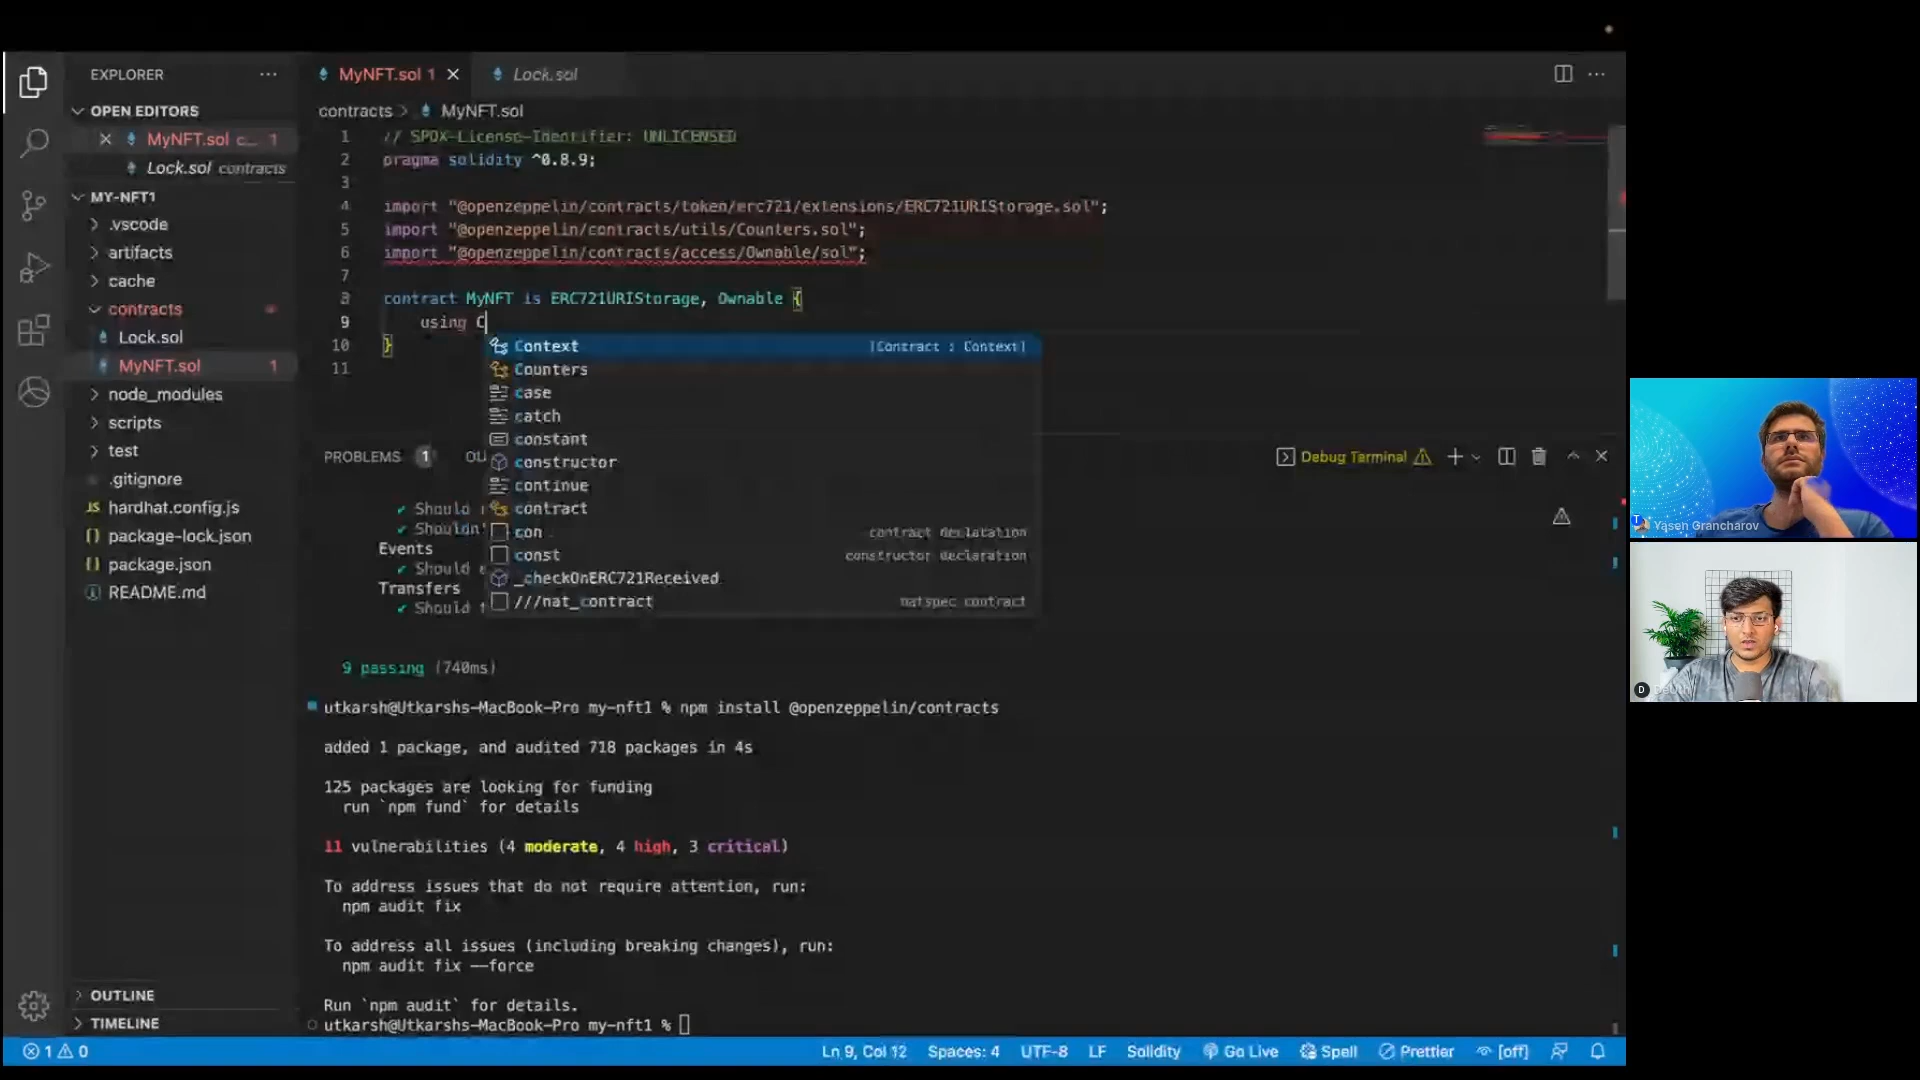 EXPLORER
OPEN EDITORS
MyNFT.sol c... 1
Lock.sol contracts
MY-NFT1
.vscode
artifacts
cache
contracts
Lock.sol
MyNFT.sol 1
node_modules
scripts
test
.gitignore
JS hardhat.config.js
{} package-lock.json
{} package.json
README.md
OUTLINE
TIMELINE
MyNFT.sol 1
Lock.sol
contracts > MyNFT.sol
1 // SPDX-License-Identifier: UNLICENSED
2 pragma solidity ^0.8.9;
3
4 import "@openzeppelin/contracts/token/erc721/extensions/ERC721URIStorage.sol";
5 import "@openzeppelin/contracts/utils/Counters.sol";
6 import "@openzeppelin/contracts/access/Ownable/sol";
7
8 contract MyNFT is ERC721URIStorage, Ownable {
9 using C
10 }
11
Context [Contract : Context]
Counters
case
catch
constant
constructor
continue
contract
con contract declaration
const constructor declaration
_checkOnERC721Received
///nat_contract natspec contract
PROBLEMS 1 OU
Debug Terminal
✔ Should
✔ Shouldn'
Events
✔ Should
Transfers
✔ Should
9 passing (740ms)
utkarsh@Utkarshs-MacBook-Pro my-nft1 % npm install @openzeppelin/contracts
added 1 package, and audited 718 packages in 4s
125 packages are looking for funding
run `npm fund` for details
11 vulnerabilities (4 moderate, 4 high, 3 critical)
To address issues that do not require attention, run:
npm audit fix
To address all issues (including breaking changes), run:
npm audit fix --force
Run `npm audit` for details.
utkarsh@Utkarshs-MacBook-Pro my-nft1 %
1 0
Ln 9, Col 12 Spaces: 4 UTF-8 LF Solidity Go Live Spell Prettier [off]
Yasen Grancharov
D